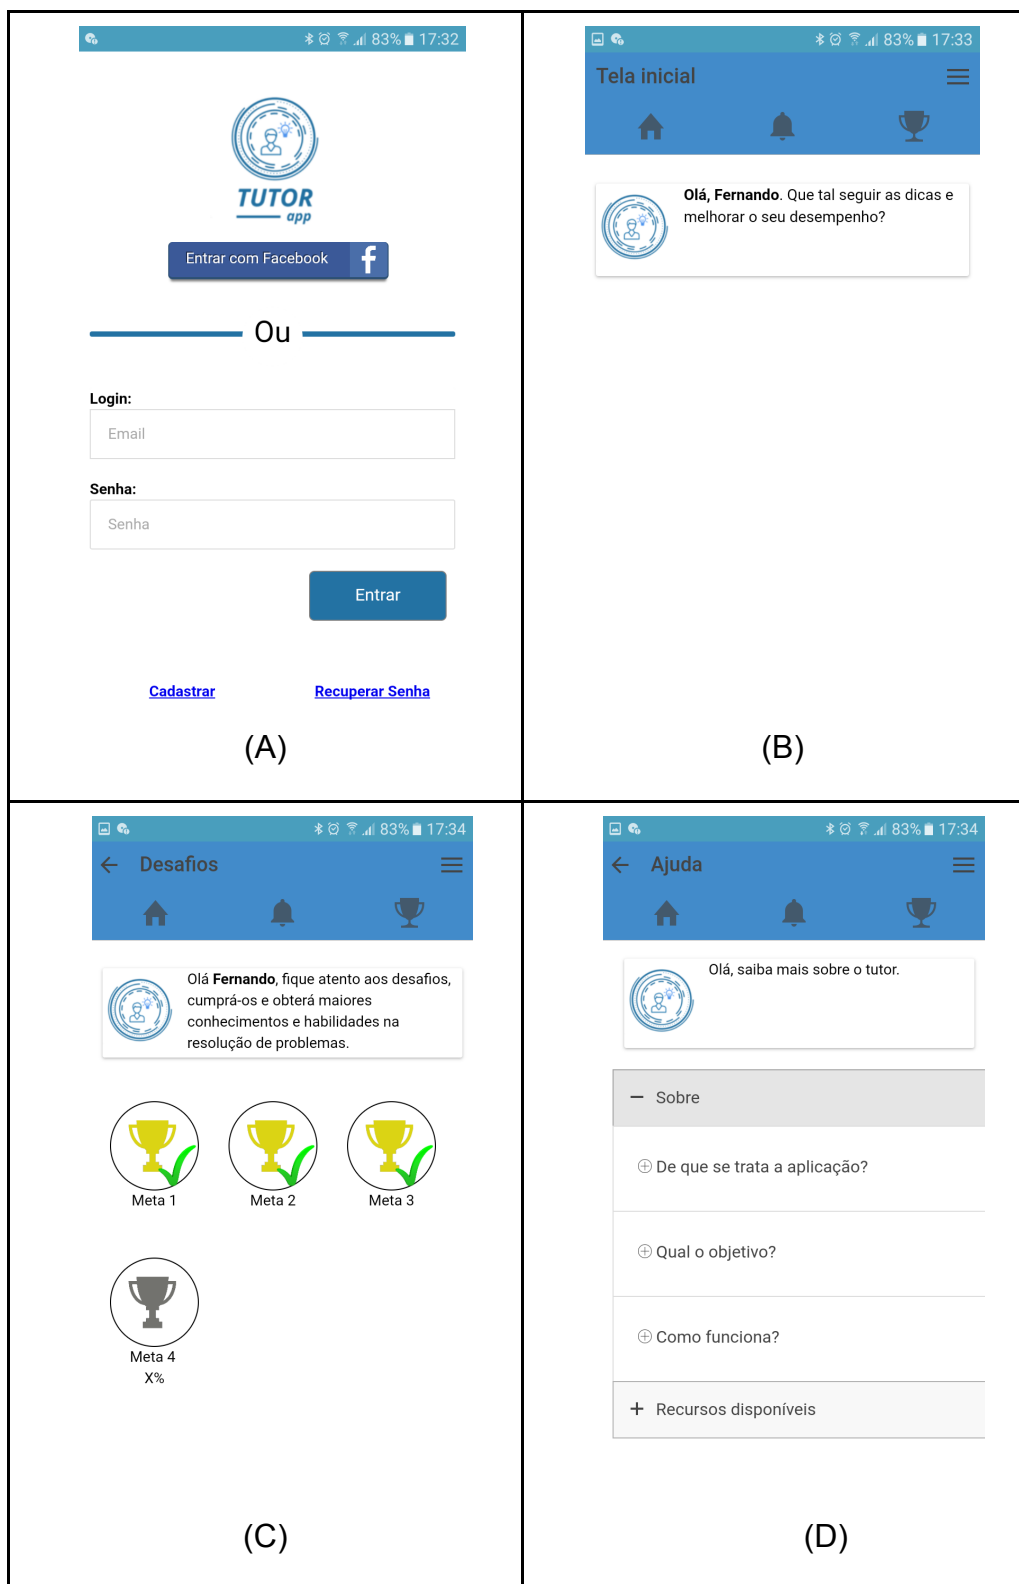 83% 17:32
TUTOR
app
Entrar com Facebook f
Ou
Login:
Email
Senha:
Senha
Entrar
Cadastrar Recuperar Senha
(A)
83% 17:33
Tela inicial
Olá, Fernando. Que tal seguir as dicas e
melhorar o seu desempenho?
(B)
83% 17:34
Desafios
Olá Fernando, fique atento aos desafios,
cumprá-os e obterá maiores
conhecimentos e habilidades na
resolução de problemas.
Meta 1 Meta 2 Meta 3
Meta 4
X%
(C)
83% 17:34
Ajuda
Olá, saiba mais sobre o tutor.
Sobre
De que se trata a aplicação?
Qual o objetivo?
Como funciona?
Recursos disponíveis
(D)